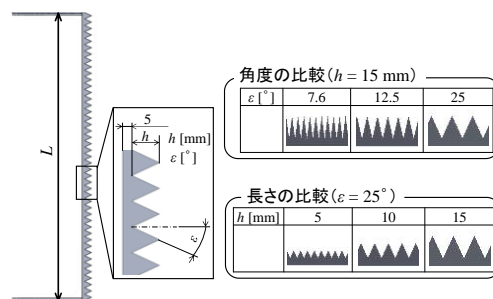 L
5
h
h [mm]
ε [°]
ε
角度の比較(h = 15 mm)
ε [°] 7.6 12.5 25
長さの比較(ε = 25°)
h [mm] 5 10 15